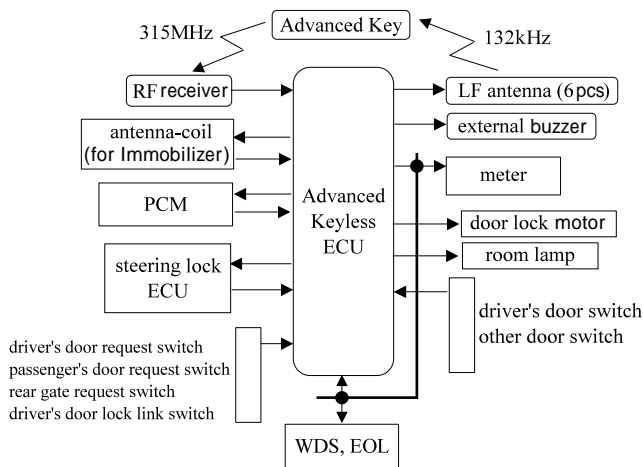 315MHz
Advanced Key
132kHz
RF receiver
LF antenna (6pcs)
external buzzer
antenna-coil
(for Immobilizer)
Advanced
Keyless
ECU
meter
PCM
door lock motor
room lamp
steering lock
ECU
driver's door switch
other door switch
driver's door request switch
passenger's door request switch
rear gate request switch
driver's door lock link switch
WDS, EOL